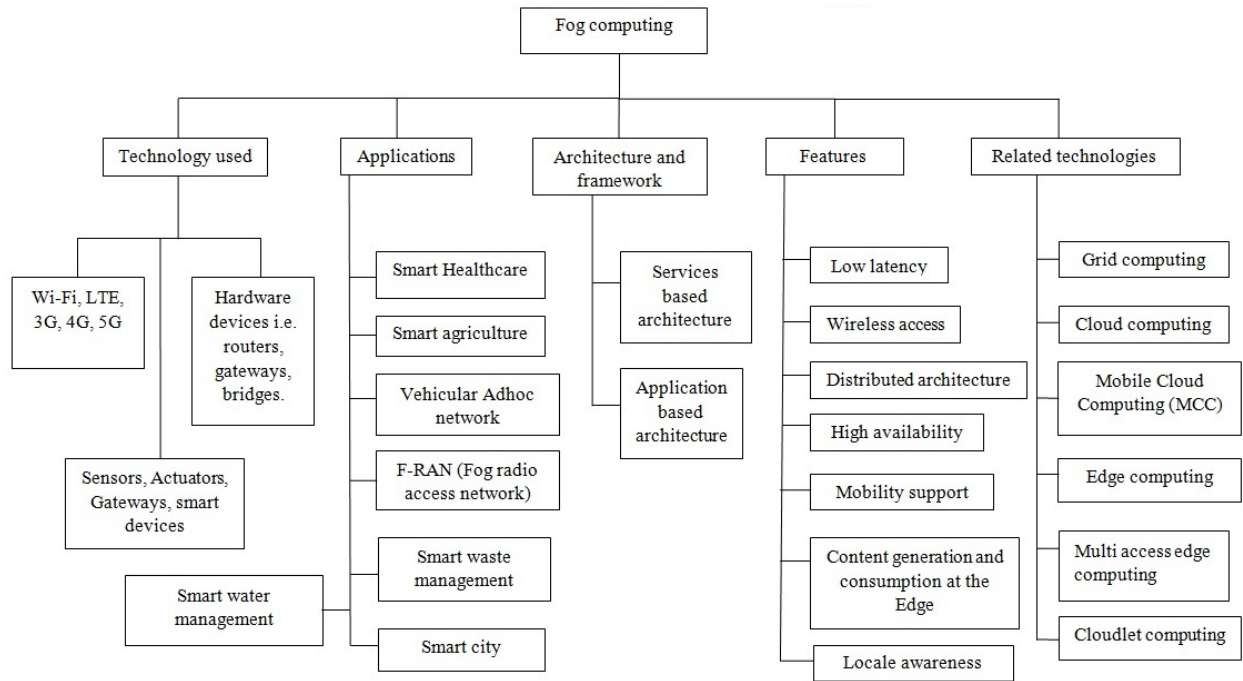 Fog computing
Technology used
Applications
Architecture and
framework
Features
Related technologies
Wi-Fi, LTE,
3G, 4G, 5G
Hardware
devices i.e.
routers,
gateways,
bridges.
Sensors, Actuators,
Gateways, smart
devices
Smart Healthcare
Smart agriculture
Vehicular Adhoc
network
F-RAN (Fog radio
access network)
Smart waste
management
Smart water
management
Smart city
Services
based
architecture
Application
based
architecture
Low latency
Wireless access
Distributed architecture
High availability
Mobility support
Content generation and
consumption at the
Edge
Locale awareness
Grid computing
Cloud computing
Mobile Cloud
Computing (MCC)
Edge computing
Multi access edge
computing
Cloudlet computing